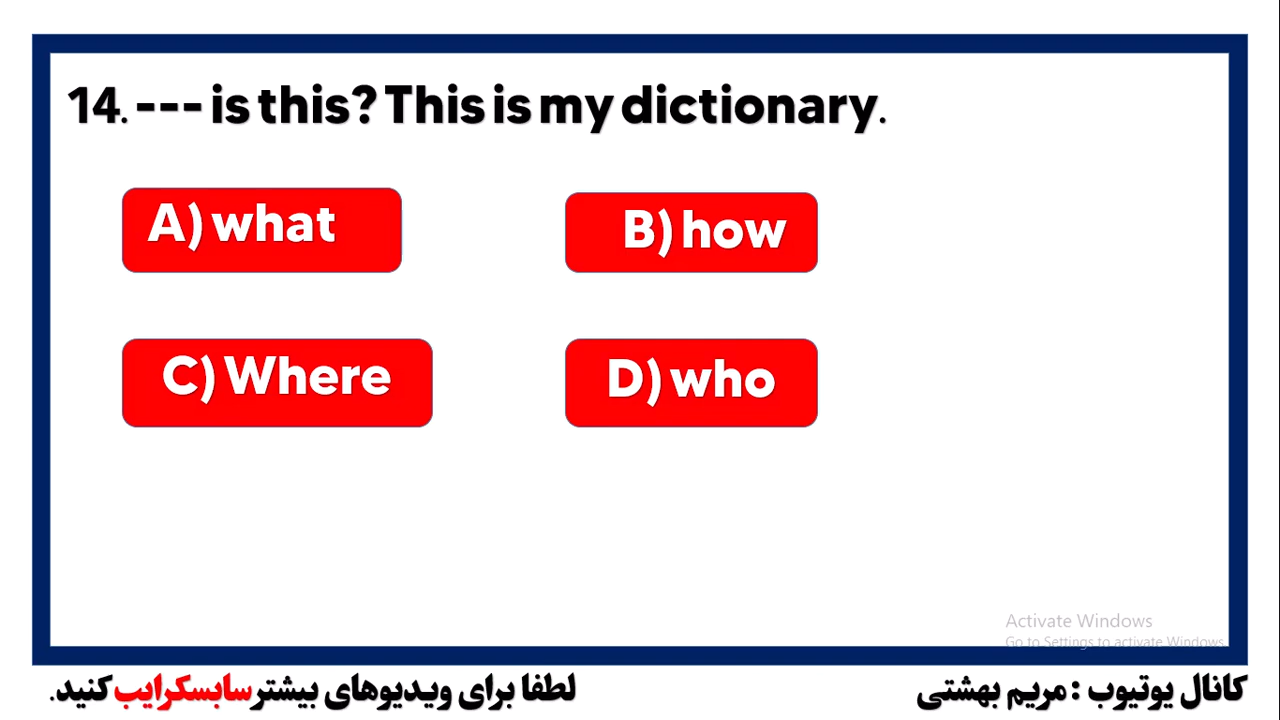 14. --- is this? This is my dictionary.
A) what
B) how
C) Where
D) who
Activate Windows
Go to Settings to activate Windows.
کانال یوتیوب : مریم بهشتی
لطفا برای ویدیوهای بیشتر سابسکرایب کنید.